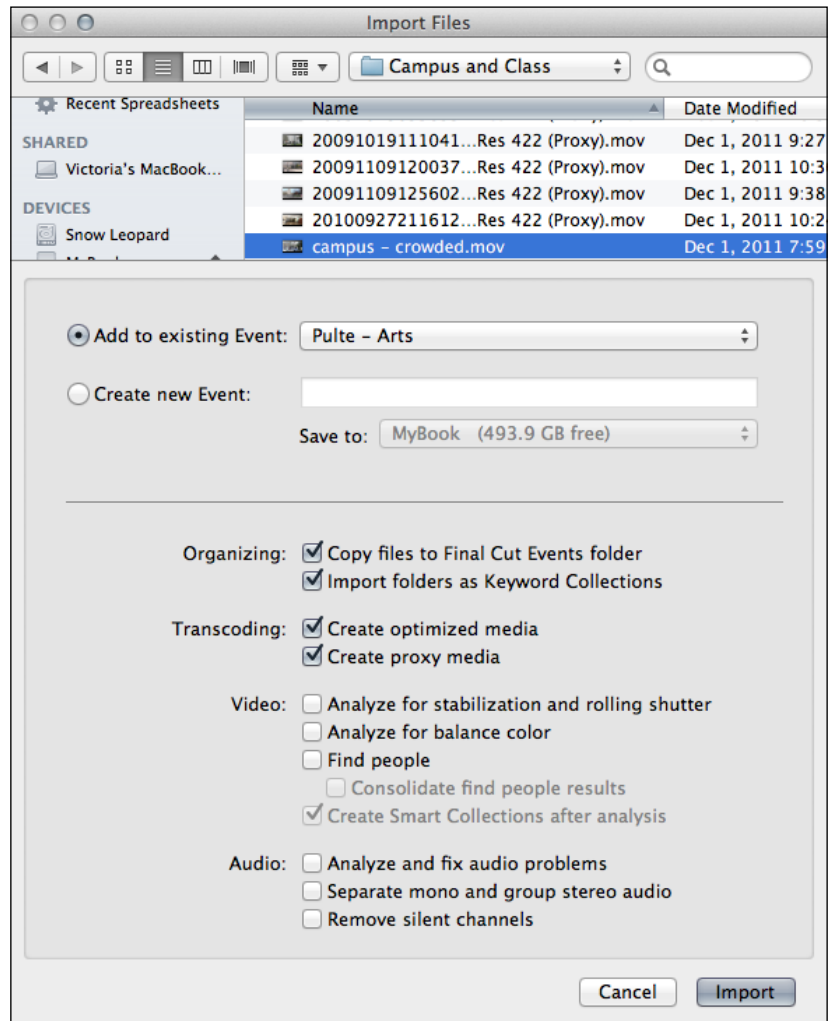 Import Files
Campus and Class
Recent Spreadsheets
Name
Date Modified
SHARED
20091019111041...Res 422 (Proxy).mov
Dec 1, 2011 9:27
Victoria's MacBook...
20091109120037...Res 422 (Proxy).mov
Dec 1, 2011 10:3
20091109125602...Res 422 (Proxy).mov
Dec 1, 2011 9:38
DEVICES
20100927211612...Res 422 (Proxy).mov
Dec 1, 2011 10:2
Snow Leopard
campus - crowded.mov
Dec 1, 2011 7:59
Add to existing Event:
Pulte - Arts
Create new Event:
Save to:
MyBook (493.9 GB free)
Organizing:
Copy files to Final Cut Events folder
Import folders as Keyword Collections
Transcoding:
Create optimized media
Create proxy media
Video:
Analyze for stabilization and rolling shutter
Analyze for balance color
Find people
Consolidate find people results
Create Smart Collections after analysis
Audio:
Analyze and fix audio problems
Separate mono and group stereo audio
Remove silent channels
Cancel
Import